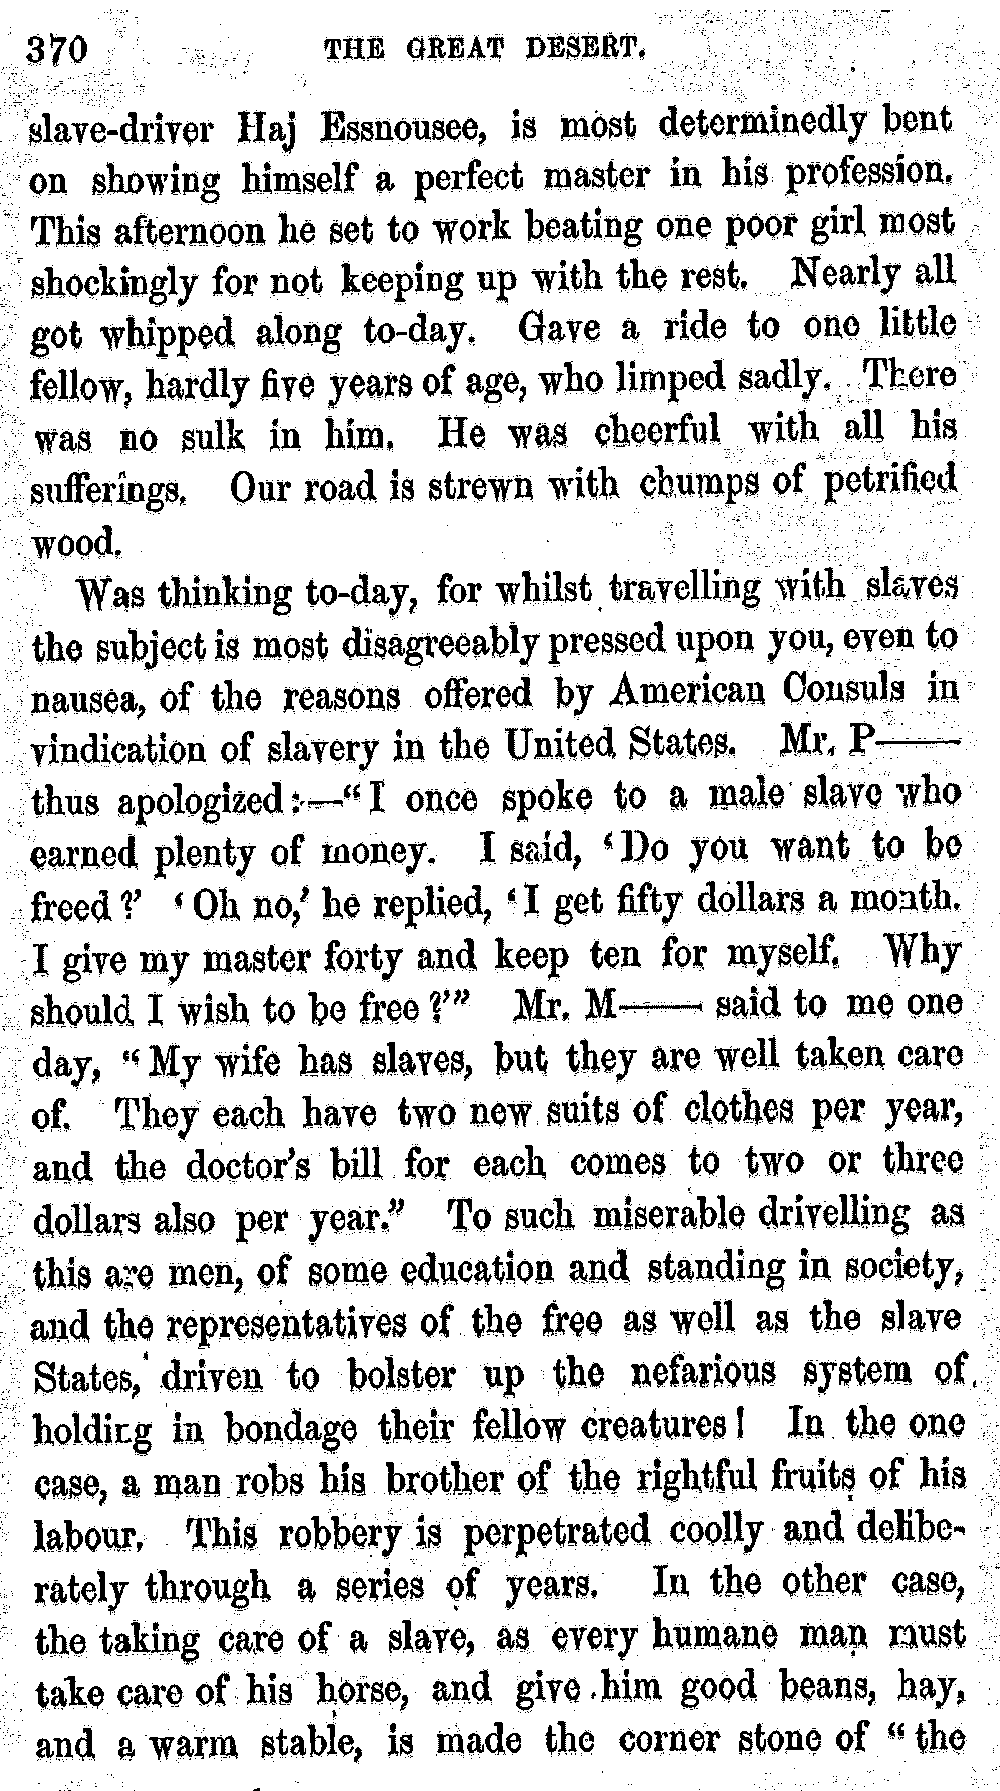 370 THE GREAT DESERT.
slave-driver Haj Essnousee, is most determinedly bent
on showing himself a perfect master in his profession.
This afternoon he set to work beating one poor girl most
shockingly for not keeping up with the rest. Nearly all
got whipped along to-day. Gave a ride to one little
fellow, hardly five years of age, who limped sadly. There
was no sulk in him. He was cheerful with all his
sufferings. Our road is strewn with chumps of petrified
wood.
Was thinking to-day, for whilst travelling with slaves
the subject is most disagreeably pressed upon you, even to
nausea, of the reasons offered by American Consuls in
vindication of slavery in the United States. Mr. P——
thus apologized:—“I once spoke to a male slave who
earned plenty of money. I said, ‘Do you want to be
freed?’ ‘Oh no,’ he replied, ‘I get fifty dollars a month.
I give my master forty and keep ten for myself. Why
should I wish to be free?’” Mr. M—— said to me one
day, “My wife has slaves, but they are well taken care
of. They each have two new suits of clothes per year,
and the doctor’s bill for each comes to two or three
dollars also per year.” To such miserable drivelling as
this are men, of some education and standing in society,
and the representatives of the free as well as the slave
States, driven to bolster up the nefarious system of
holding in bondage their fellow creatures! In the one
case, a man robs his brother of the rightful fruits of his
labour. This robbery is perpetrated coolly and delibe-
rately through a series of years. In the other case,
the taking care of a slave, as every humane man must
take care of his horse, and give him good beans, hay,
and a warm stable, is made the corner stone of “the